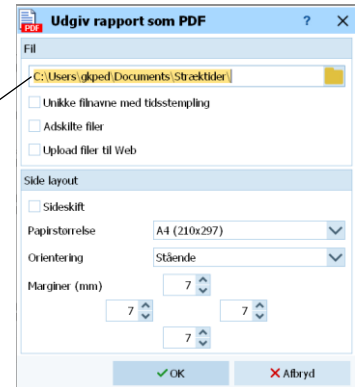 PDF
Udgiv rapport som PDF ? X
Fil
C:\Users\gkped\Documents\Stræktider\
Unikke filnavne med tidsstempling
Adskilte filer
Upload filer til Web
Side layout
Sideskift
Papirstørrelse A4 (210x297)
Orientering Stående
Marginer (mm) 7
7 7
7
OK Afbryd